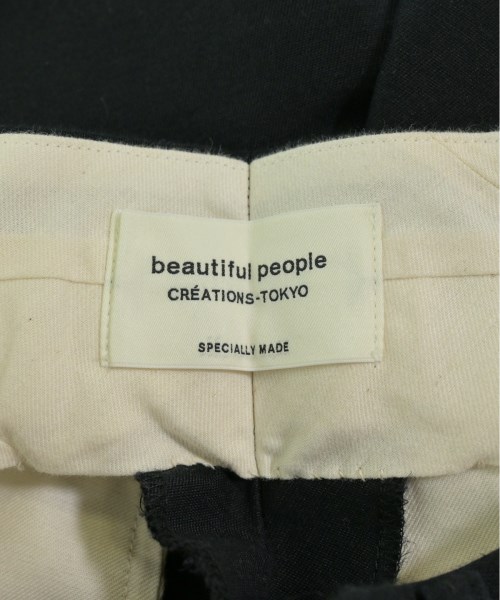 beautiful people
CRÉATIONS-TOKYO
SPECIALLY MADE